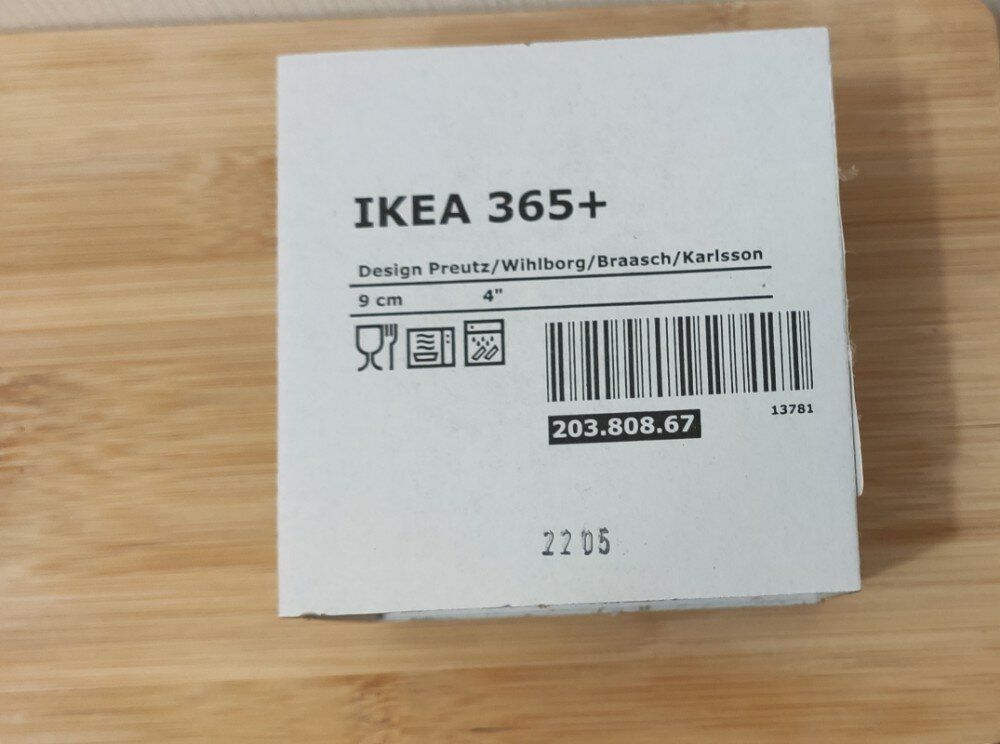 IKEA 365+
Design Preutz/Wihlborg/Braasch/Karlsson
9 cm 4"
203.808.67
13781
2205